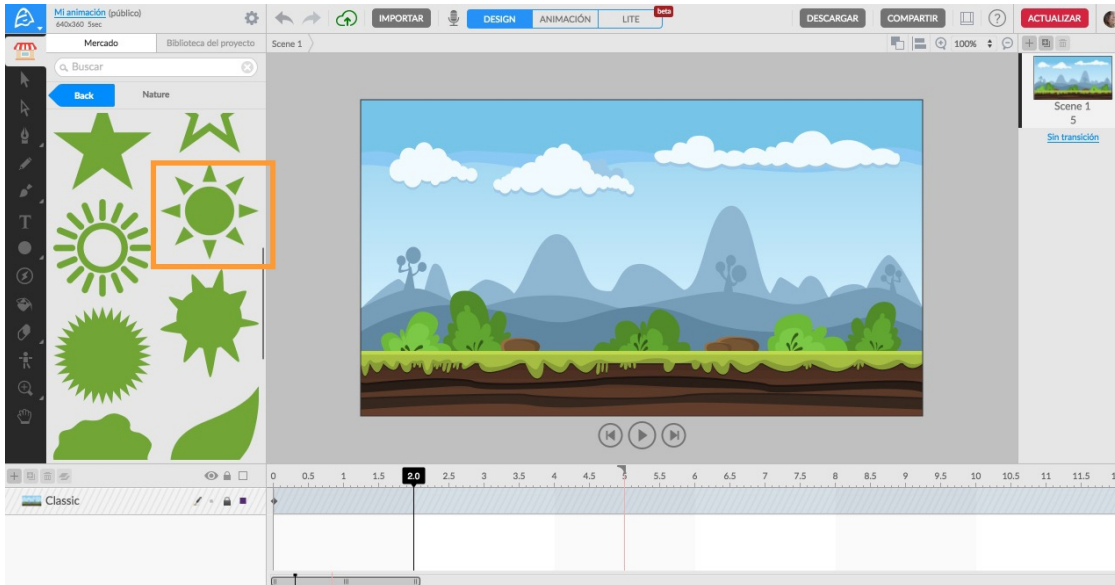 Mi animación (público)
640x360 5sec
IMPORTAR
DESIGN
ANIMACIÓN
LITE
beta
DESCARGAR
COMPARTIR
?
ACTUALIZAR
Mercado
Biblioteca del proyecto
Scene 1
100%
Buscar
Back
Nature
Scene 1
5
Sin transición
T
0 0.5 1 1.5 2.0 2.5 3 3.5 4 4.5 5 5.5 6 6.5 7 7.5 8 8.5 9 9.5 10 10.5 11 11.5
Classic